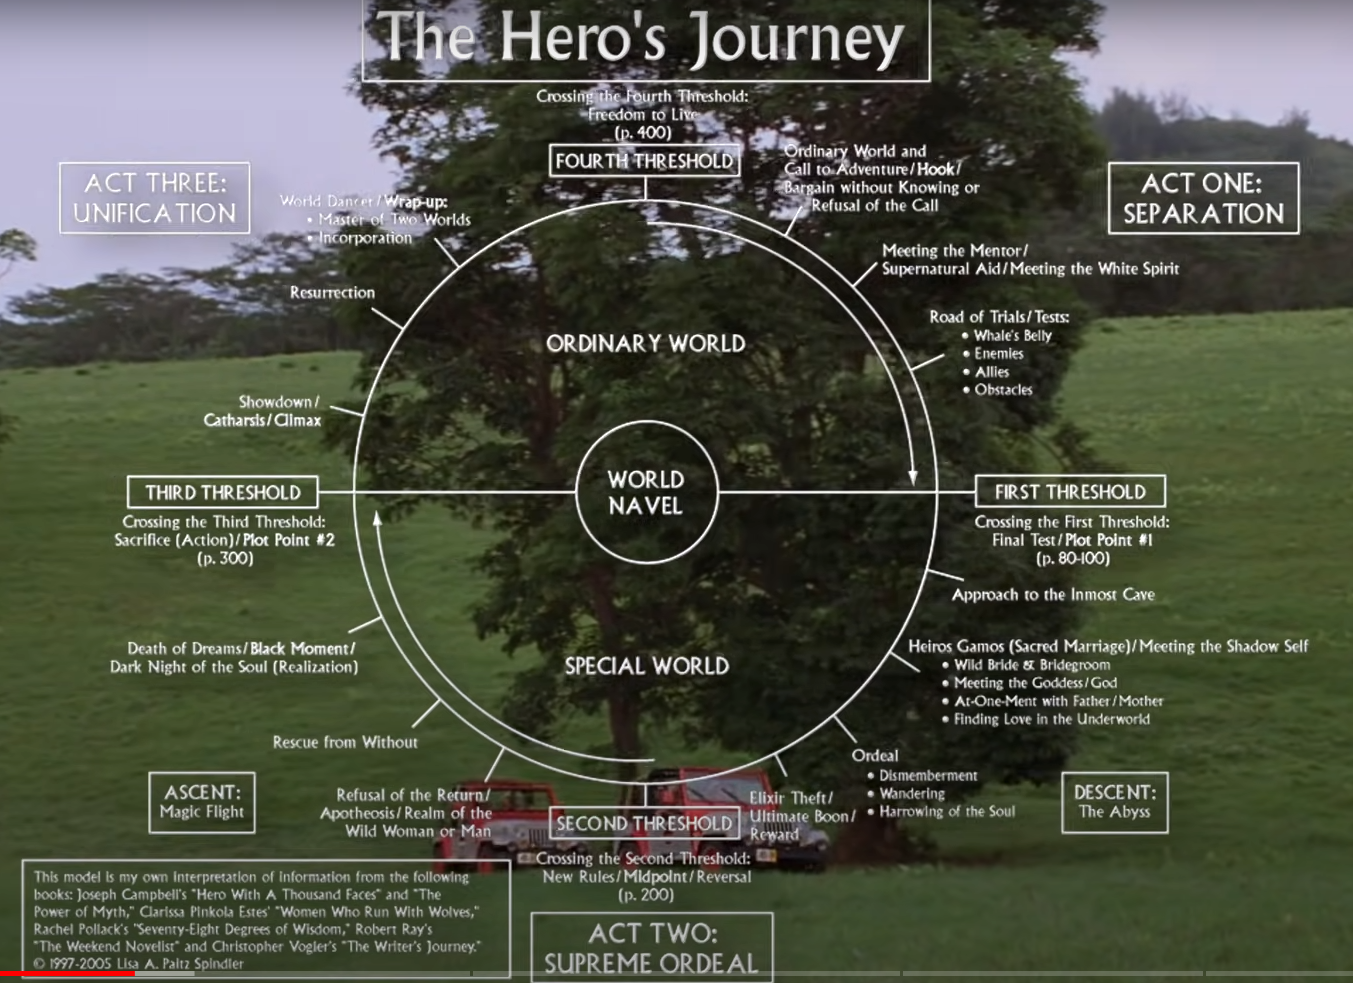 The Hero's Journey
Crossing the Fourth Threshold:
Freedom to Live
(p. 400)
FOURTH THRESHOLD
ACT THREE:
UNIFICATION
World Dancer/Wrap-up:
• Master of Two Worlds
• Incorporation
Resurrection
Showdown/
Catharsis/Climax
Ordinary World and
Call to Adventure/Hook/
Bargain without Knowing or
Refusal of the Call
ACT ONE:
SEPARATION
Meeting the Mentor/
Supernatural Aid/Meeting the White Spirit
Road of Trials/Tests:
• Whale's Belly
• Enemies
• Allies
• Obstacles
ORDINARY WORLD
WORLD
NAVEL
THIRD THRESHOLD
Crossing the Third Threshold:
Sacrifice (Action)/Plot Point #2
(p. 300)
FIRST THRESHOLD
Crossing the First Threshold:
Final Test/Plot Point #1
(p. 80-100)
Approach to the Inmost Cave
Heiros Gamos (Sacred Marriage)/Meeting the Shadow Self
• Wild Bride & Bridegroom
• Meeting the Goddess/God
• At-One-Ment with Father/Mother
• Finding Love in the Underworld
SPECIAL WORLD
Death of Dreams/Black Moment/
Dark Night of the Soul (Realization)
Rescue from Without
Ordeal
• Dismemberment
• Wandering
• Harrowing of the Soul
ASCENT:
Magic Flight
Refusal of the Return/
Apotheosis/Realm of the
Wild Woman or Man
SECOND THRESHOLD
Crossing the Second Threshold:
New Rules/Midpoint/Reversal
(p. 200)
Elixir Theft/
Ultimate Boon/
Reward
DESCENT:
The Abyss
This model is my own interpretation of information from the following
books: Joseph Campbell's "Hero With A Thousand Faces" and "The
Power of Myth," Clarissa Pinkola Estes' "Women Who Run With Wolves,"
Rachel Pollack's "Seventy-Eight Degrees of Wisdom," Robert Ray's
"The Weekend Novelist" and Christopher Vogler's "The Writer's Journey."
© 1997-2005 Lisa A. Paitz Spindler
ACT TWO:
SUPREME ORDEAL